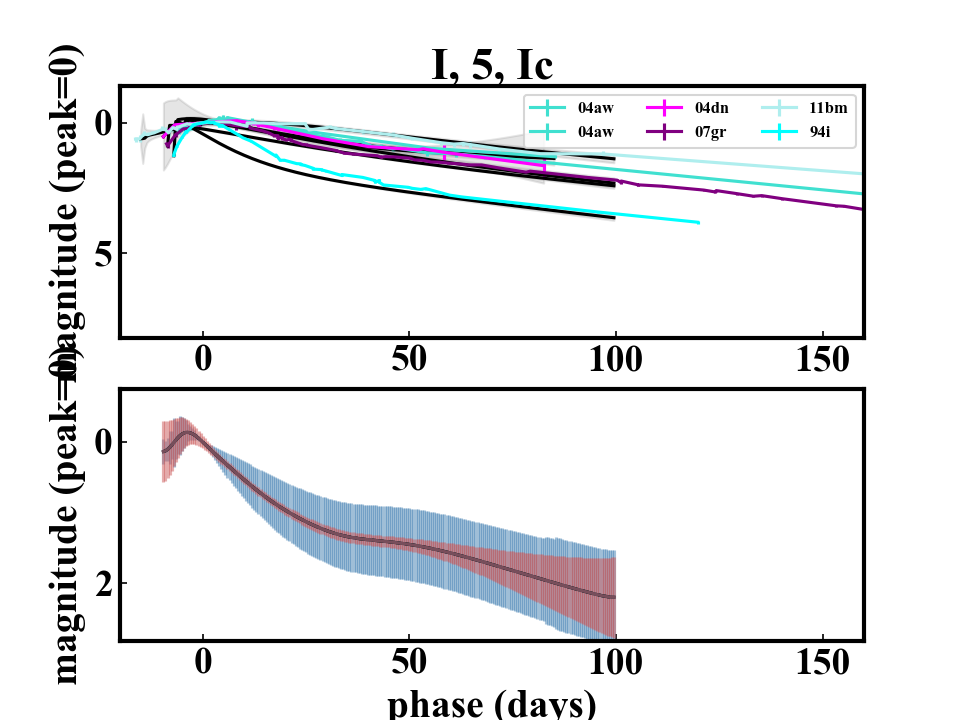 I, 5, Ic
magnitude (peak=0)
0
5
04aw 04dn 11bm
04aw 07gr 94i
0 50 100 150
magnitude (peak=0)
0
2
0 50 100 150
phase (days)